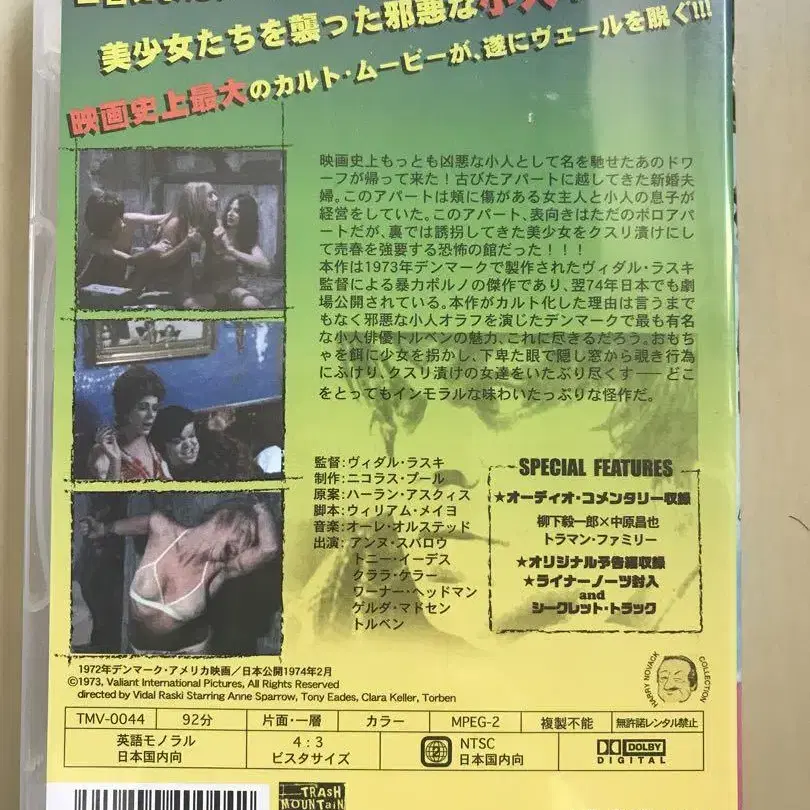 美少女たちを襲った邪悪な小人
映画史上最大のカルト・ムービーが、遂にヴェールを脱ぐ!!!
映画史上もっとも凶悪な小人として名を馳せたあのドワ
ーフが帰って来た！古びたアパートに越してきた新婚夫
婦。このアパートは頬に傷がある女主人と小人の息子が
経営をしていた。このアパート、表向きはただのボロアパ
ートだが、裏では誘拐してきた美少女をクスリ漬けにし
て売春を強要する恐怖の館だった！！！
本作は1973年デンマークで製作されたヴィダル・ラスキ
監督による暴力ポルノの傑作であり、翌74年日本でも劇
場公開されている。本作がカルト化した理由は言うまで
もなく邪悪な小人オラフを演じたデンマークで最も有名
な小人俳優トルベンの魅力、これに尽きるだろう。おもち
ゃを餌に少女を拐かし、下卑た眼で隠し窓から覗き行為
にふけり、クスリ漬けの女達をいたぶり尽くす── どこ
をとってもインモラルな味わいたっぷりな怪作だ。
監督：ヴィダル・ラスキ
制作：ニコラス・プール
原案：ハーラン・アスクィス
脚本：ウィリアム・メイヨ
音楽：オーレ・オルステッド
出演：アンヌ・スパロウ
トニー・イーデス
クララ・ケラー
ワーナー・ヘッドマン
ゲルダ・マドセン
トルベン
SPECIAL FEATURES
★オーディオ・コメンタリー収録
柳下毅一郎×中原昌也
トラマン・ファミリー
★オリジナル予告編収録
★ライナーノーツ封入
and
シークレット・トラック
1972年デンマーク・アメリカ映画／日本公開1974年2月
©1973, Valiant International Pictures, All Rights Reserved
directed by Vidal Raski Starring Anne Sparrow, Tony Eades, Clara Keller, Torben
HARRY NOVACK COLLECTION
TMV-0044 92分 片面・一層 カラー MPEG-2 複製不能 無許諾レンタル禁止
英語モノラル
日本国内向
4：3
ビスタサイズ
2
NTSC
日本国内向
DOLBY
DIGITAL
TRASH
MOUNTAIN